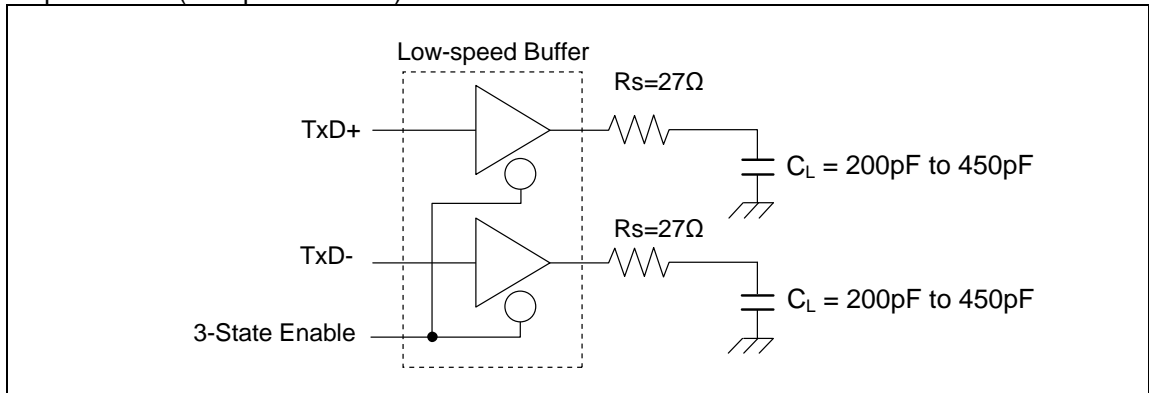 Low-speed Buffer
Rs=27Ω
TxD+
C_L = 200pF to 450pF
Rs=27Ω
TxD-
C_L = 200pF to 450pF
3-State Enable